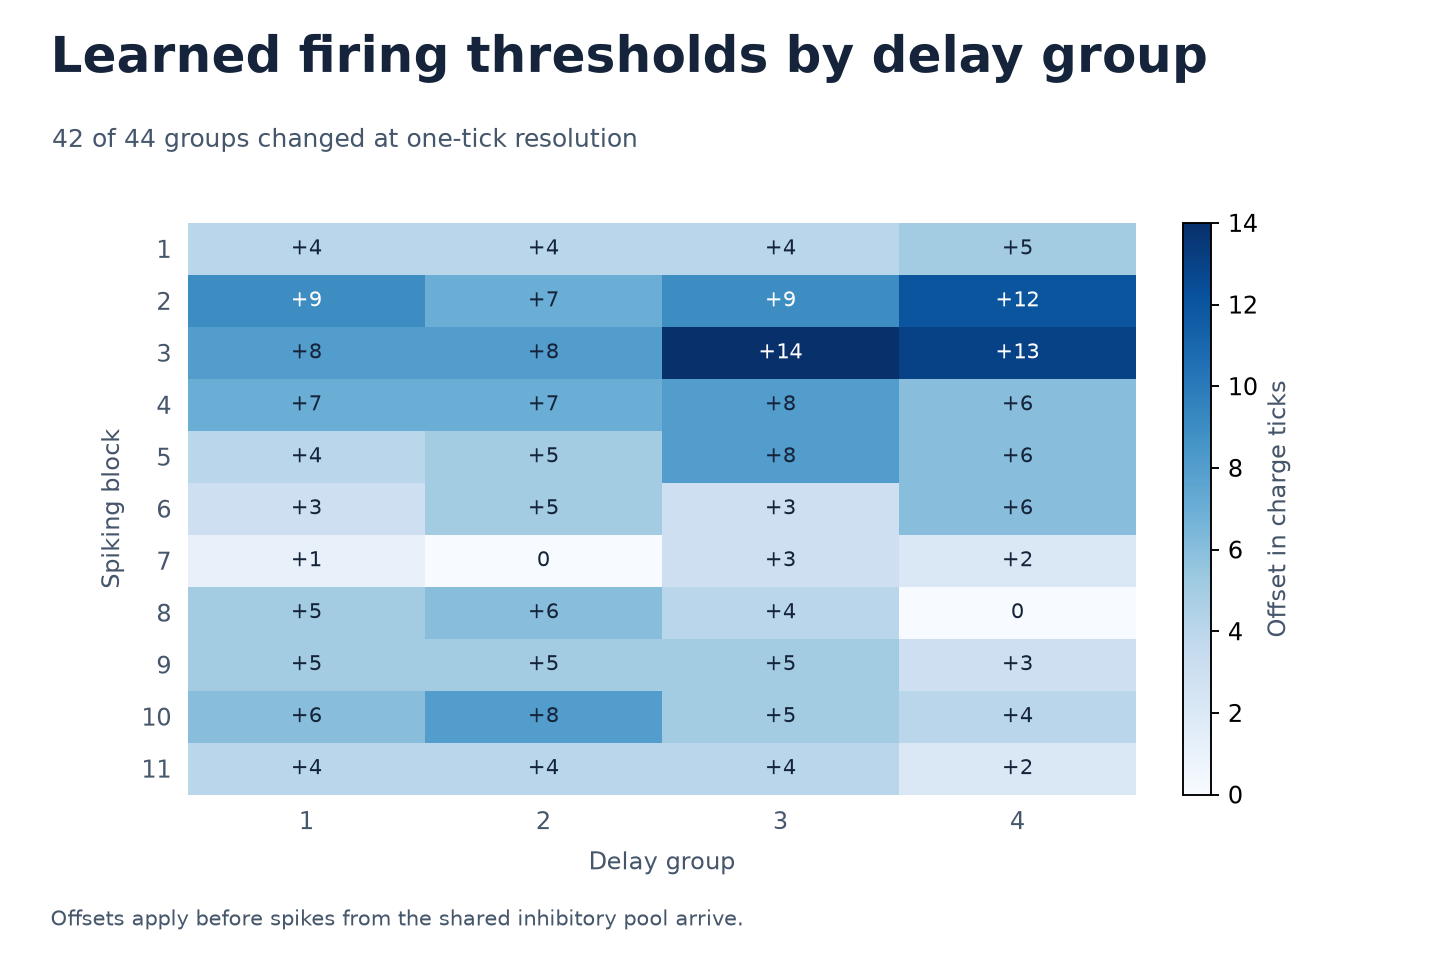 Learned firing thresholds by delay group
42 of 44 groups changed at one-tick resolution
1 +4 +4 +4 +5
2 +9 +7 +9 +12
3 +8 +8 +14 +13
4 +7 +7 +8 +6
5 +4 +5 +8 +6
6 +3 +5 +3 +6
7 +1 0 +3 +2
8 +5 +6 +4 0
9 +5 +5 +5 +3
10 +6 +8 +5 +4
11 +4 +4 +4 +2
1 2 3 4
Delay group
Spiking block
14
12
10
8
6
4
2
0
Offset in charge ticks
Offsets apply before spikes from the shared inhibitory pool arrive.